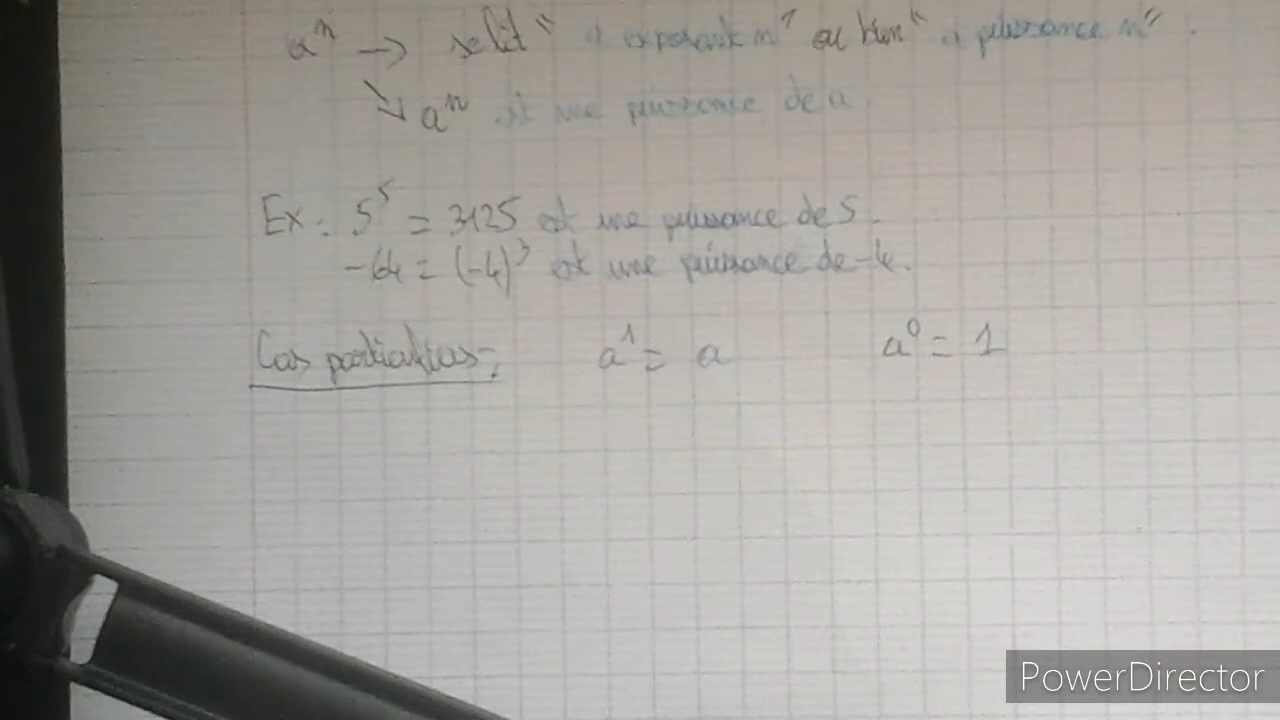 aⁿ → se lit " a exposant n" ou bien " a puissance n".
↳ aⁿ est une puissance de a.
Ex : 5⁵ = 3125 est une puissance de 5.
-64 = (-4)³ est une puissance de -4.
Cas particuliers : a¹ = a a⁰ = 1
PowerDirector